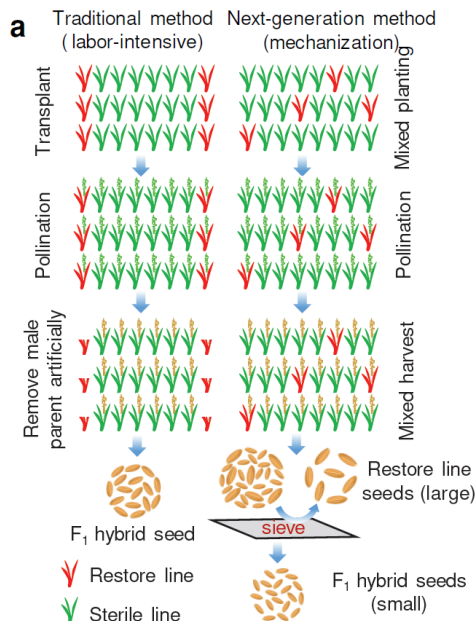 a
Traditional method
(labor-intensive)
Next-generation method
(mechanization)
Transplant
Mixed planting
Pollination
Pollination
Remove male
parent artificially
Mixed harvest
Restore line
seeds (large)
sieve
F₁ hybrid seed
F₁ hybrid seeds
(small)
Restore line
Sterile line